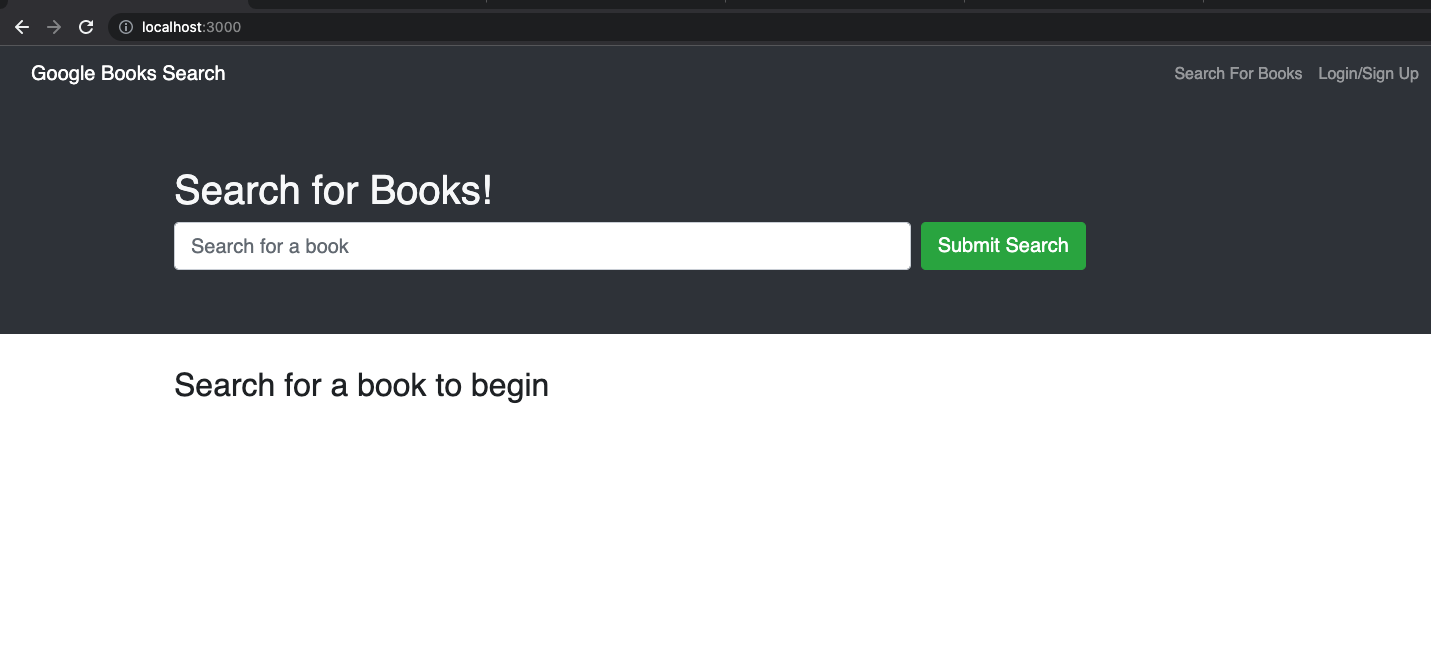 localhost:3000
Google Books Search
Search For Books
Login/Sign Up
Search for Books!
Search for a book
Submit Search
Search for a book to begin